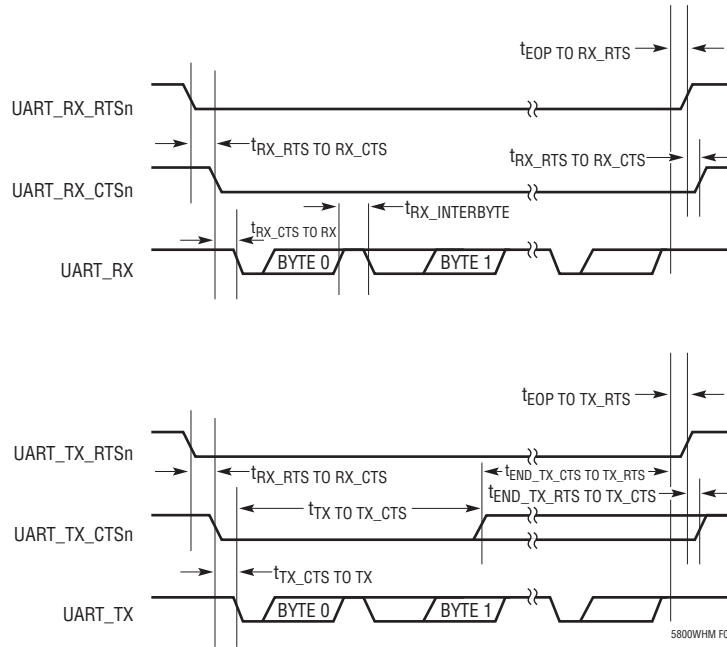 tEOP TO RX_RTS
UART_RX_RTSn
tRX_RTS TO RX_CTS
tRX_RTS TO RX_CTS
UART_RX_CTSn
tRX_INTERBYTE
tRX_CTS TO RX
UART_RX
BYTE 0
BYTE 1
tEOP TO TX_RTS
UART_TX_RTSn
tRX_RTS TO RX_CTS
tEND_TX_CTS TO TX_RTS
tEND_TX_RTS TO TX_CTS
tTX TO TX_CTS
UART_TX_CTSn
tTX_CTS TO TX
UART_TX
BYTE 0
BYTE 1
5800WHM F0